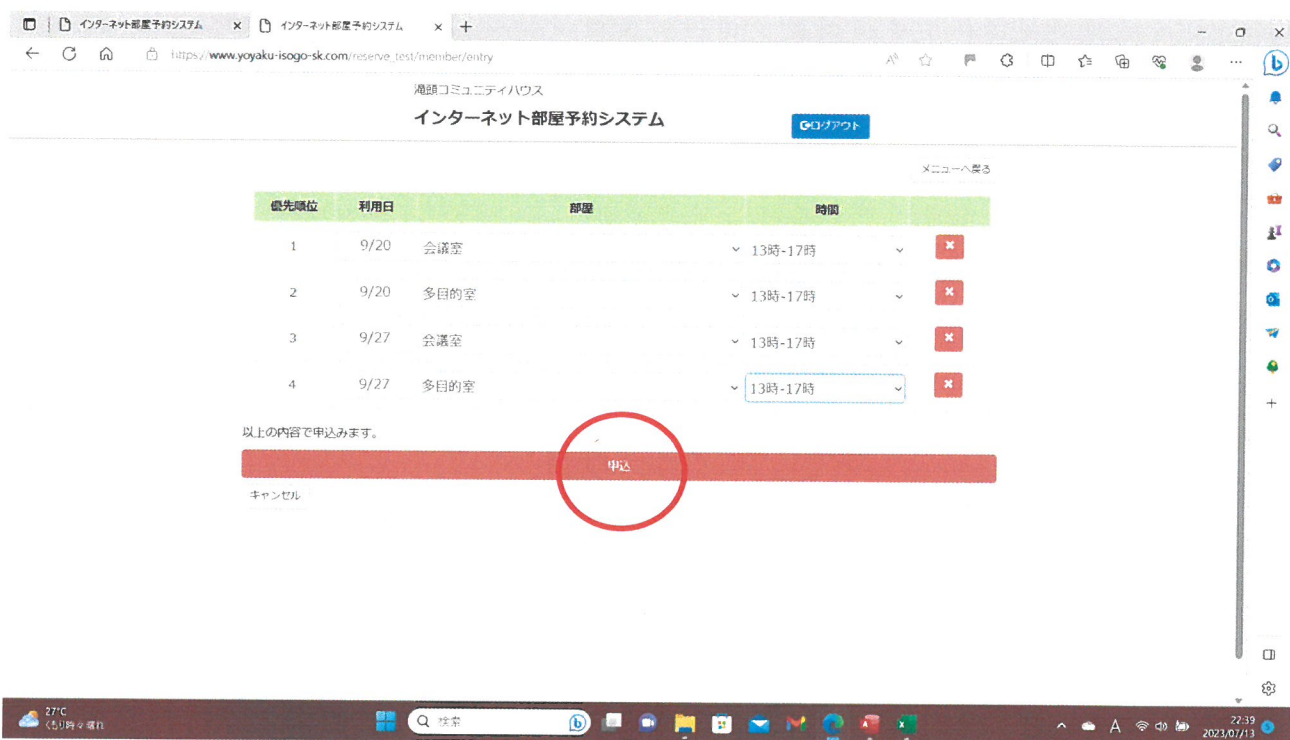 インターネット部屋予約システム
インターネット部屋予約システム
https://www.yoyaku-isogo-sk.com/reserve_test/member/entry
滝頭コミュニティハウス
インターネット部屋予約システム
ログアウト
メニューへ戻る
優先順位 利用日 部屋 時間
1 9/20 会議室 13時-17時
2 9/20 多目的室 13時-17時
3 9/27 会議室 13時-17時
4 9/27 多目的室 13時-17時
以上の内容で申込みます。
申込
キャンセル
27°C
くもり時々晴れ
検索
A
22:39
2023/07/13